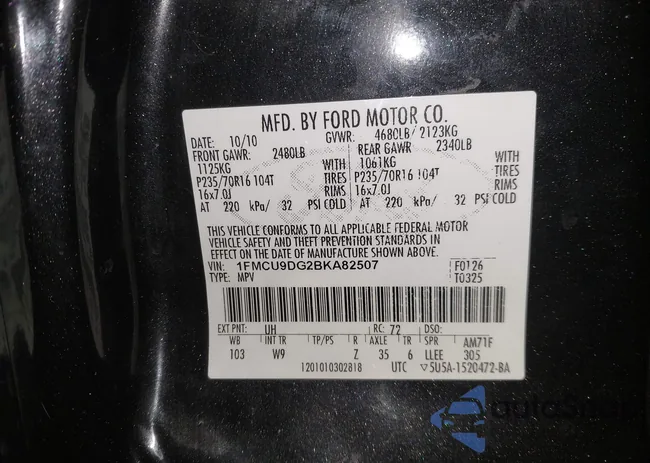 MFD. BY FORD MOTOR CO.
DATE: 10/10 GVWR: 4680LB/ 2123KG
FRONT GAWR: 2480LB REAR GAWR: 2340LB
1125KG WITH 1061KG WITH
P235/70R16 104T TIRES P235/70R16 104T TIRES
16x7.0J RIMS 16x7.0J RIMS
AT 220 kPa/ 32 PSI COLD AT 220 kPa/ 32 PSI COLD
THIS VEHICLE CONFORMS TO ALL APPLICABLE FEDERAL MOTOR
VEHICLE SAFETY AND THEFT PREVENTION STANDARDS IN
EFFECT ON THE DATE OF MANUFACTURE SHOWN ABOVE.
VIN: 1FMCU9DG2BKA82507 F0126
TYPE: MPV T0325
EXT PNT: UH RC: 72 DSO:
WB INT TR TP/PS R AXLE TR SPR AM71F
103 W9 Z 35 6 LLEE 305
1201010302818 UTC 5U5A-1520472-BA